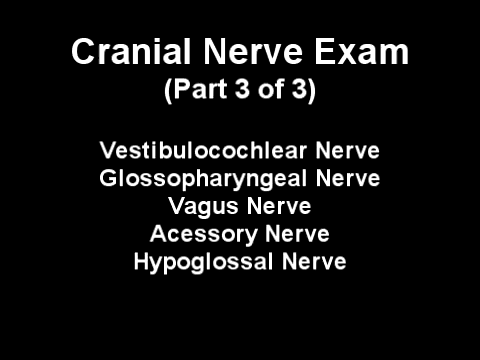 Cranial Nerve Exam
(Part 3 of 3)
Vestibulocochlear Nerve
Glossopharyngeal Nerve
Vagus Nerve
Acessory Nerve
Hypoglossal Nerve